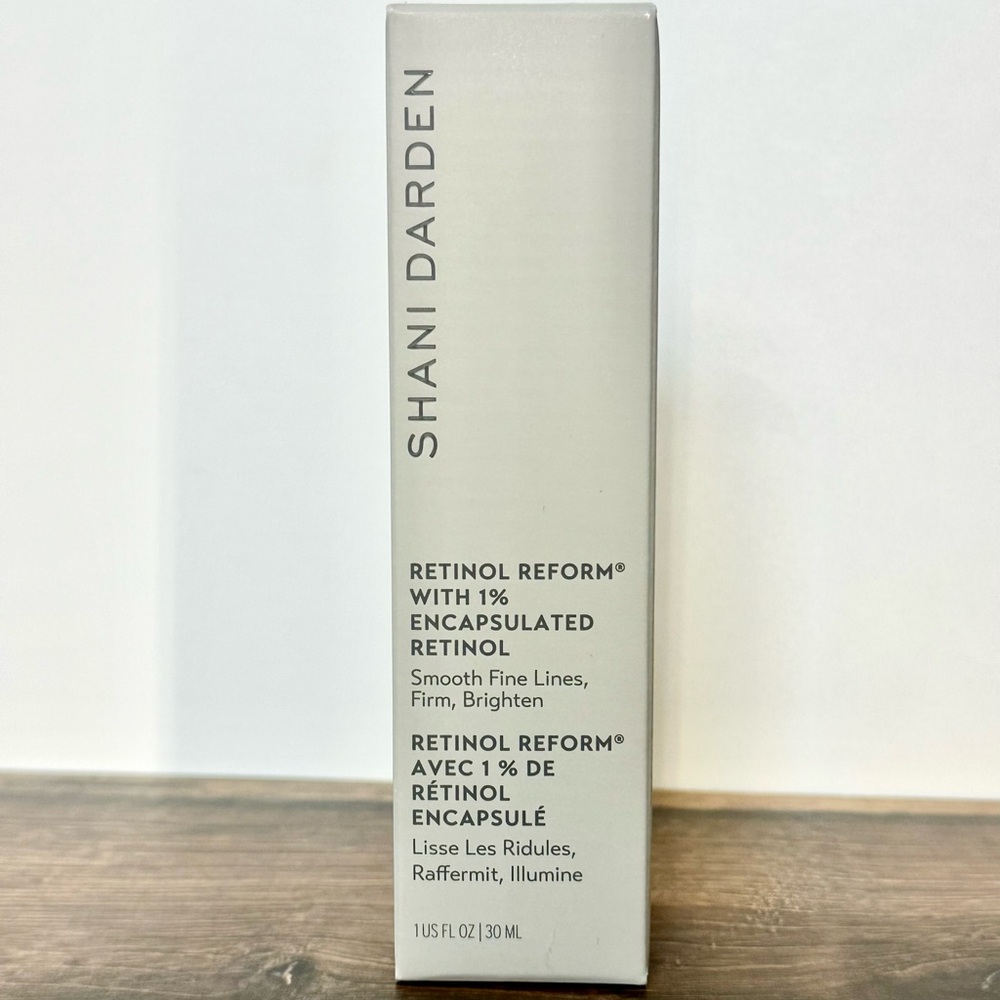 SHANI DARDEN
RETINOL REFORM®
WITH 1%
ENCAPSULATED
RETINOL
Smooth Fine Lines,
Firm, Brighten
RETINOL REFORM®
AVEC 1 % DE
RÉTINOL
ENCAPSULÉ
Lisse Les Ridules,
Raffermit, Illumine
1 US FL OZ | 30 ML